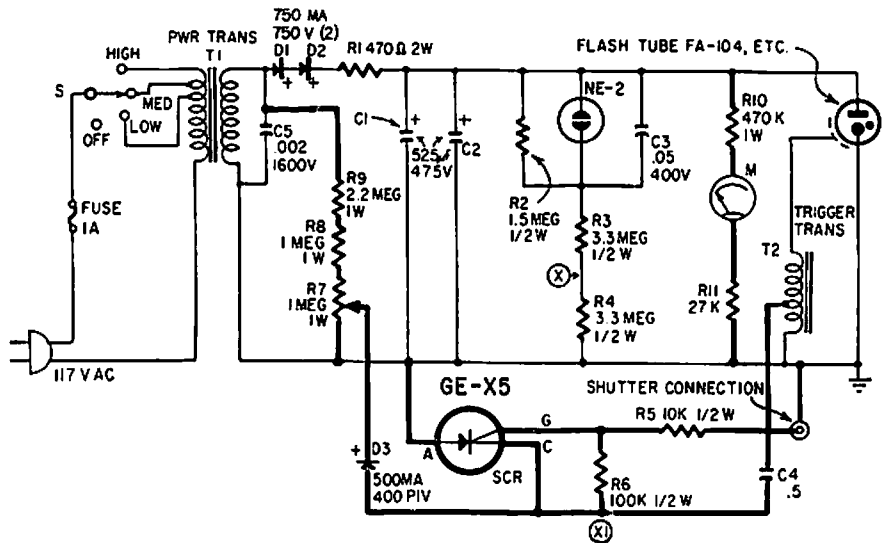 750 MA
750 V (2)
D1 D2
+ +
R1 470Ω 2W
FLASH TUBE FA-104, ETC.
PWR TRANS
T1
HIGH
MED
LOW
OFF
S
C5
.002
1600V
C1
+
+
525
475V
C2
NE-2
R10
470 K
1W
M
C3
.05
400V
R2
1.5 MEG
1/2 W
R9
2.2 MEG
1W
R8
1 MEG
1W
R7
1 MEG
1W
R3
3.3 MEG
1/2 W
X
R4
3.3 MEG
1/2 W
TRIGGER
TRANS
T2
R11
27 K
FUSE
1A
117 V AC
GE-X5
SHUTTER CONNECTION
R5 10K 1/2 W
G
A
C
SCR
+ D3
500MA
400 PIV
R6
100K 1/2 W
C4
.5
X1